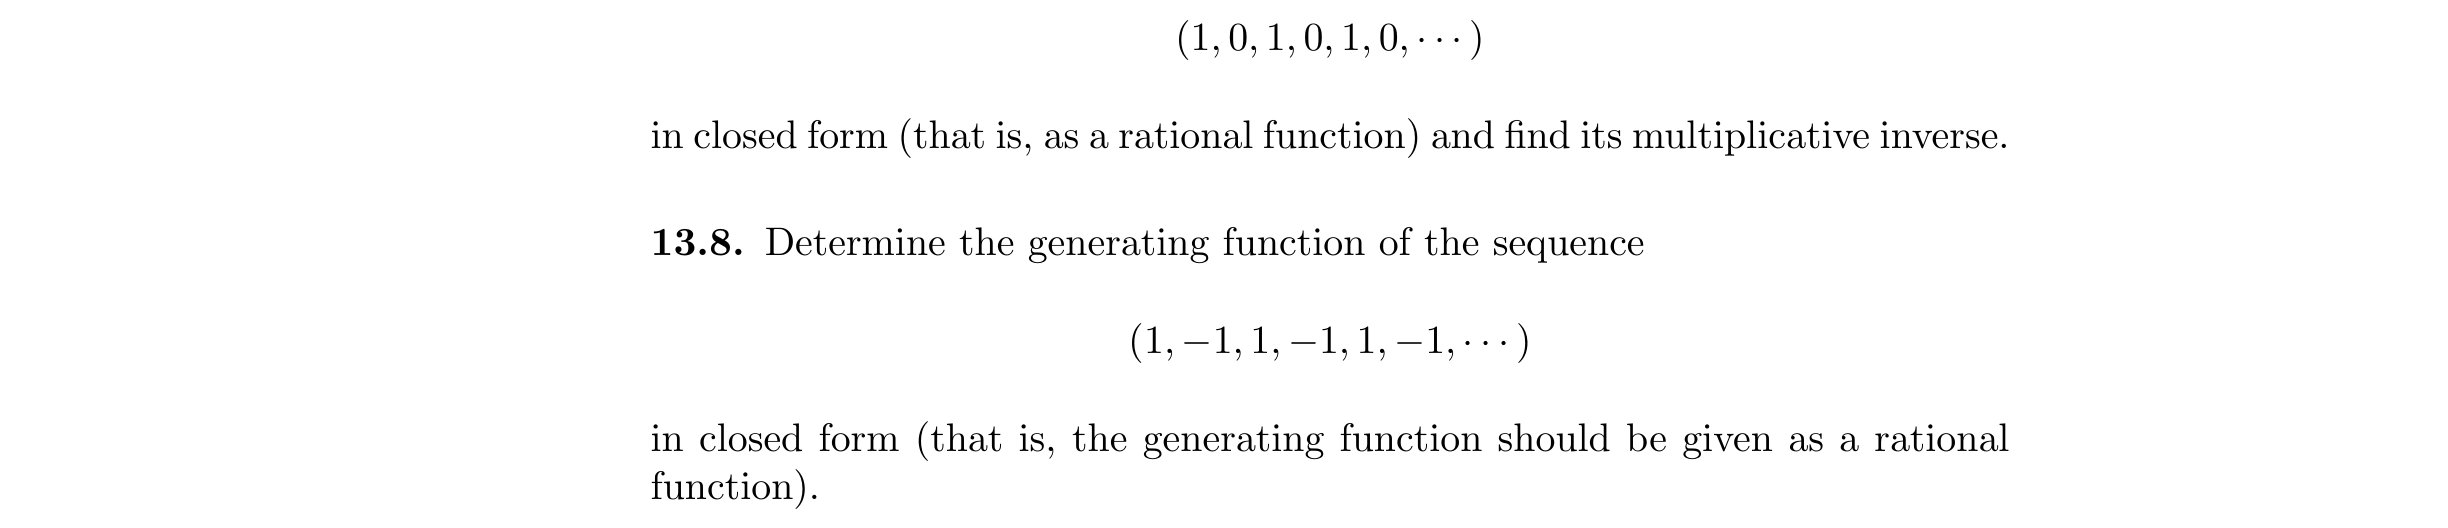 (1, 0, 1, 0, 1, 0, ··· )
in closed form (that is, as a rational function) and find its multiplicative inverse.
13.8. Determine the generating function of the sequence
(1, −1, 1, −1, 1, −1, ··· )
in closed form (that is, the generating function should be given as a rational
function).